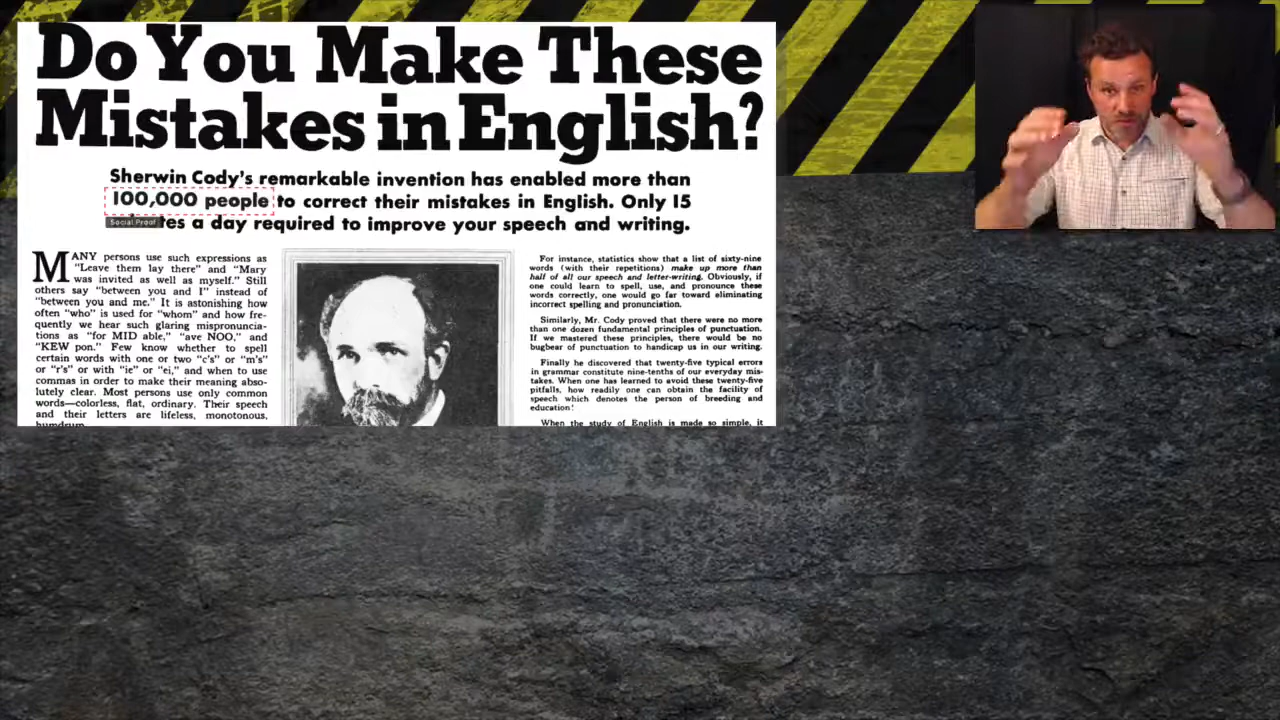 Do You Make These
Mistakes in English?
Sherwin Cody's remarkable invention has enabled more than
100,000 people to correct their mistakes in English. Only 15
Social Proof
tes a day required to improve your speech and writing.
MANY persons use such expressions as
"Leave them lay there" and "Mary
was invited as well as myself." Still
others say "between you and I" instead of
"between you and me." It is astonishing how
often "who" is used for "whom" and how fre-
quently we hear such glaring mispronuncia-
tions as "for MID able," "ave NOO," and
"KEW pon." Few know whether to spell
certain words with one or two "c's" or "m's"
or "r's" or with "ie" or "ei," and when to use
commas in order to make their meaning abso-
lutely clear. Most persons use only common
words—colorless, flat, ordinary. Their speech
and their letters are lifeless, monotonous,
humdrum.
For instance, statistics show that a list of sixty-nine
words (with their repetitions) make up more than
half of all our speech and letter-writing. Obviously, if
one could learn to spell, use, and pronounce these
words correctly, one would go far toward eliminating
incorrect spelling and pronunciation.
Similarly, Mr. Cody proved that there were no more
than one dozen fundamental principles of punctuation.
If we mastered these principles, there would be no
bugbear of punctuation to handicap us in our writing.
Finally he discovered that twenty-five typical errors
in grammar constitute nine-tenths of our everyday mis-
takes. When one has learned to avoid these twenty-five
pitfalls, how readily one can obtain the facility of
speech which denotes the person of breeding and
education!
When the study of English is made so simple, it